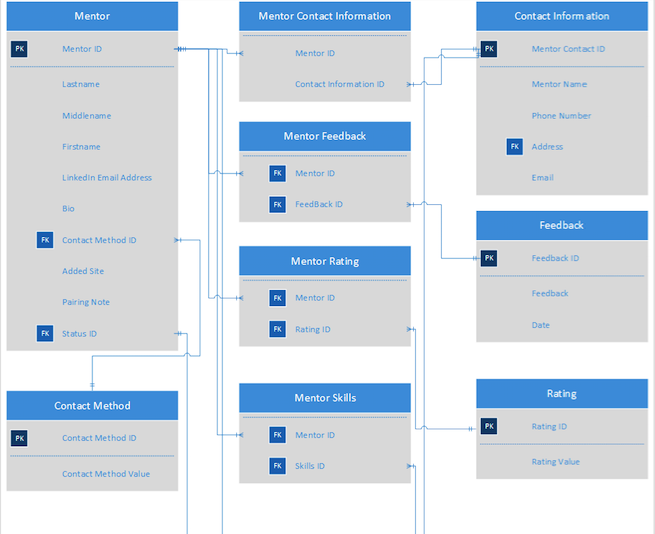 Mentor
PK Mentor ID
Lastname
Middlename
Firstname
LinkedIn Email Address
Bio
FK Contact Method ID
Added Site
Pairing Note
FK Status ID
Contact Method
PK Contact Method ID
Contact Method Value
Mentor Contact Information
Mentor ID
Contact Information ID
Mentor Feedback
FK Mentor ID
FK FeedBack ID
Mentor Rating
FK Mentor ID
FK Rating ID
Mentor Skills
FK Mentor ID
FK Skills ID
Contact Information
PK Mentor Contact ID
Mentor Name
Phone Number
FK Address
Email
Feedback
PK Feedback ID
Feedback
Date
Rating
PK Rating ID
Rating Value